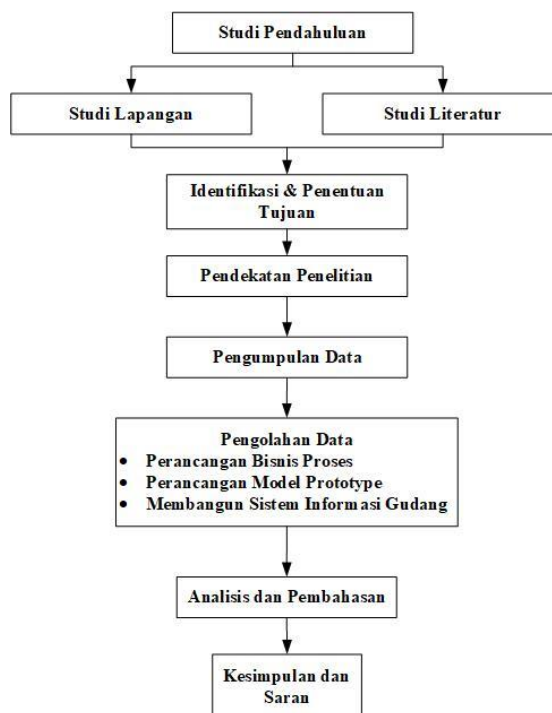 Studi Pendahuluan
Studi Lapangan
Studi Literatur
Identifikasi & Penentuan
Tujuan
Pendekatan Penelitian
Pengumpulan Data
Pengolahan Data
• Perancangan Bisnis Proses
• Perancangan Model Prototype
• Membangun Sistem Informasi Gudang
Analisis dan Pembahasan
Kesimpulan dan
Saran